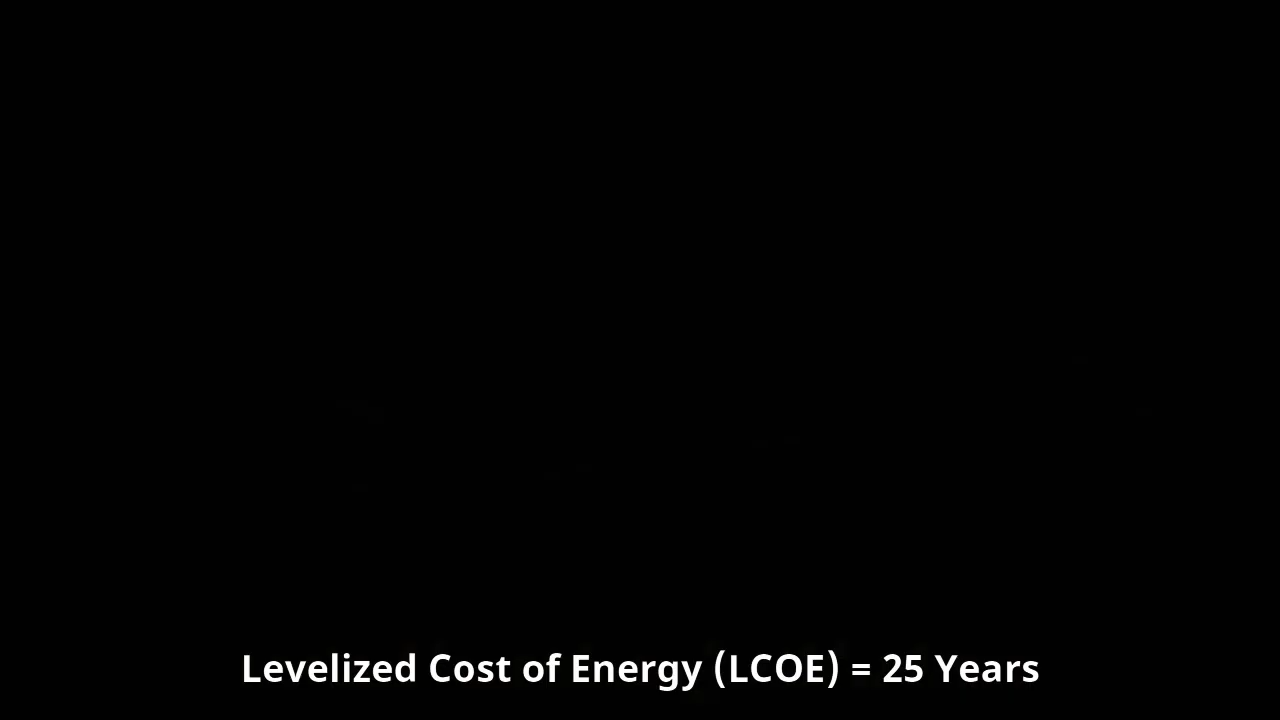 Levelized Cost of Energy (LCOE) = 25 Years